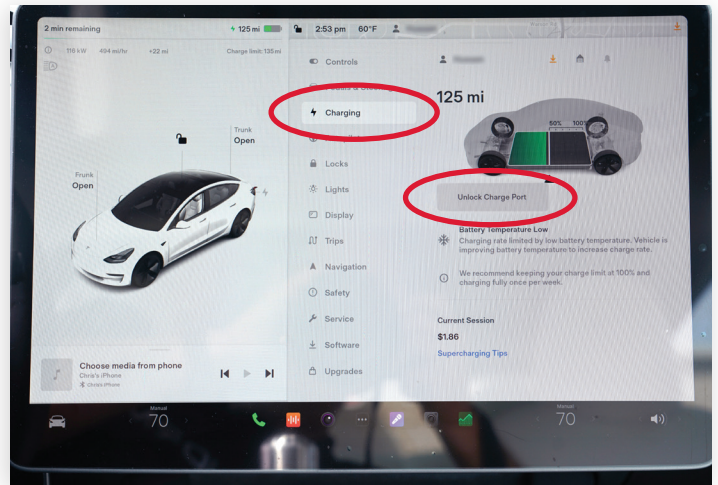 2 min remaining
125 mi
2:53 pm 60°F
116 kW 494 mi/hr +22 mi
Charge limit: 135 mi
Trunk
Open
Frunk
Open
Choose media from phone
Chris's iPhone
Chris's iPhone
Controls
Charging
Locks
Lights
Display
Trips
Navigation
Safety
Service
Software
Upgrades
125 mi
60% 100%
Unlock Charge Port
Battery Temperature Low
Charging rate limited by low battery temperature. Vehicle is
improving battery temperature to increase charge rate.
We recommend keeping your charge limit at 100% and
charging fully once per week.
Current Session
$1.86
Supercharging Tips
Manual
70
Manual
70